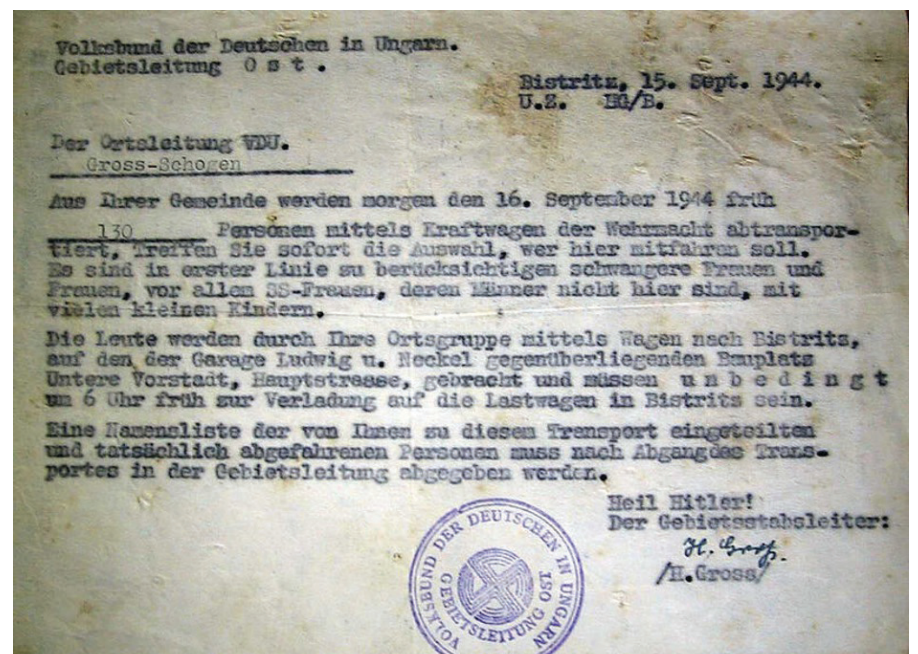 Volksbund der Deutschen in Ungarn.
Gebietsleitung O s t .
Bistritz, 15. Sept. 1944.
U.Z. HG/B.
Der Ortsleitung VDU.
Gross-Schogen
Aus Ihrer Gemeinde werden morgen den 16. September 1944 früh
130 Personen mittels Kraftwagen der Wehrmacht abtranspor-
tiert, Treffen Sie sofort die Auswahl, wer hier mitfahren soll.
Es sind in erster Linie zu berücksichtigen schwangere Frauen und
Frauen, vor allem SS-Frauen, deren Männer nicht hier sind, mit
vielen kleinen Kindern.
Die Leute werden durch Ihre Ortsgruppe mittels Wagen nach Bistritz,
auf den der Garage Ludwig u. Neckel gegenüberliegenden Bauplatz
Untere Vorstadt, Hauptstrasse, gebracht und müssen u n b e d i n g t
um 6 Uhr früh zur Verladung auf die Lastwagen in Bistritz sein.
Eine Namensliste der von Ihnen zu diesem Transport eingeteilten
und tatsächlich abgefahrenen Personen muss nach Abgangdes Trans-
portes in der Gebietsleitung abgegeben werden.
Heil Hitler!
Der Gebietsstabsleiter:
H. Gross.
/H.Gross/
VOLKSBUND DER DEUTSCHEN IN UNGARN
GEBIETSLEITUNG OST